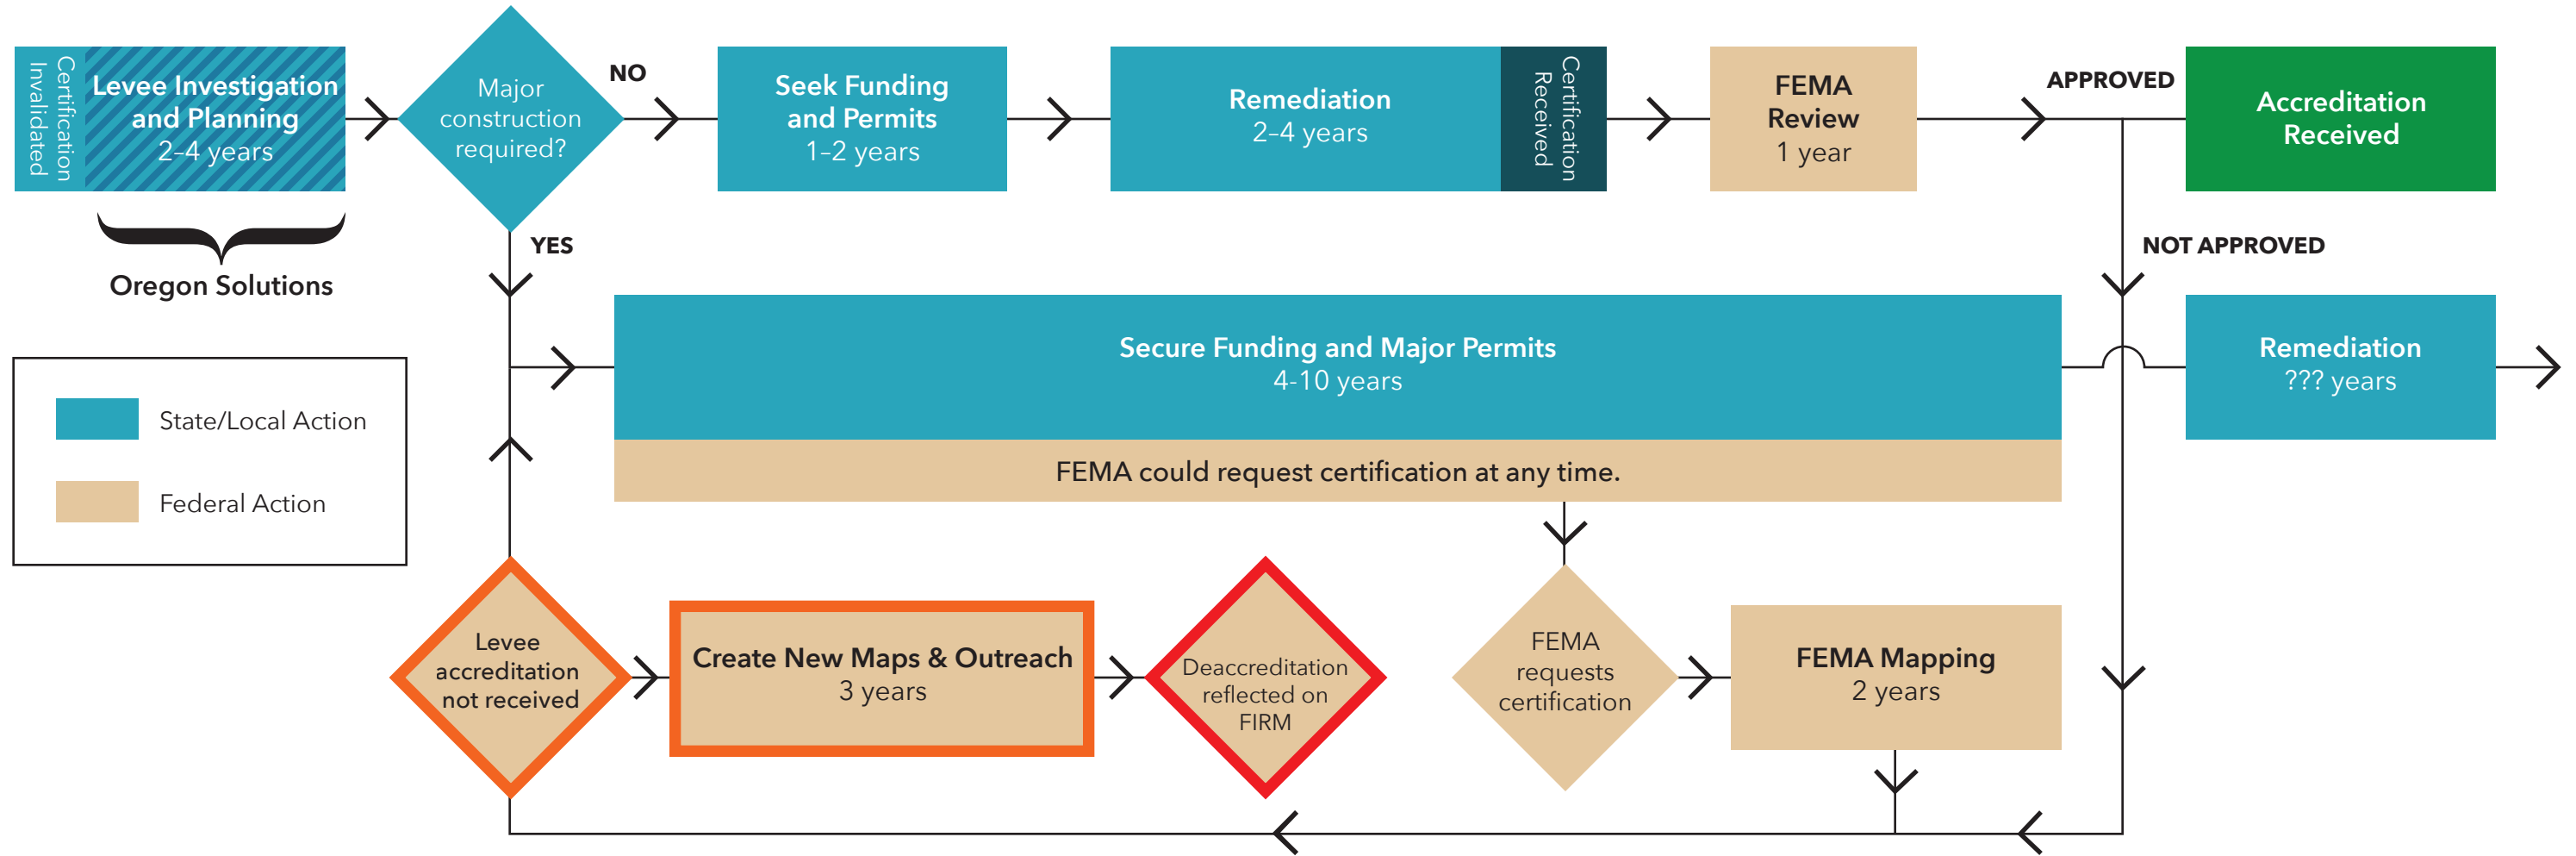 Certification
Invalidated
Levee Investigation
and Planning
2–4 years
Oregon Solutions
Major
construction
required?
NO
YES
Seek Funding
and Permits
1–2 years
Remediation
2–4 years
Certification
Received
FEMA
Review
1 year
APPROVED
NOT APPROVED
Accreditation
Received
Secure Funding and Major Permits
4-10 years
FEMA could request certification at any time.
Remediation
??? years
State/Local Action
Federal Action
Levee
accreditation
not received
Create New Maps & Outreach
3 years
Deaccreditation
reflected on
FIRM
FEMA
requests
certification
FEMA Mapping
2 years